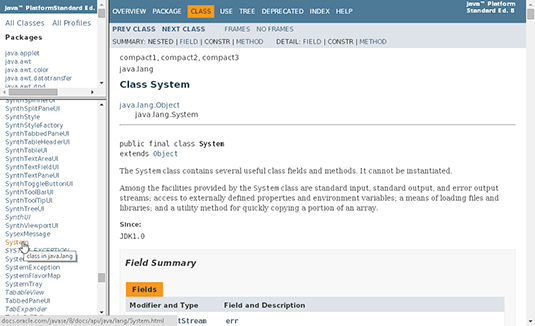 Java™ PlatformStandard Ed. 8
All Classes All Profiles
Packages
java.applet
java.awt
java.awt.color
java.awt.datatransfer
java.awt.dnd
SynthSpinnerUI
SynthSplitPaneUI
SynthStyle
SynthStyleFactory
SynthTabbedPaneUI
SynthTableHeaderUI
SynthTableUI
SynthTextAreaUI
SynthTextFieldUI
SynthTextPaneUI
SynthToggleButtonUI
SynthToolBarUI
SynthToolTipUI
SynthTreeUI
SynthUI
SynthViewportUI
SysexMessage
System
SYSTEM_EXCEPTION
class in java.lang
SystemException
SystemFlavorMap
SystemTray
TabableView
TabbedPaneUI
TabExpander
docs.oracle.com/javase/8/docs/api/java/lang/System.html
OVERVIEW PACKAGE CLASS USE TREE DEPRECATED INDEX HELP
Java™ Platform
Standard Ed. 8
PREV CLASS NEXT CLASS FRAMES NO FRAMES
SUMMARY: NESTED | FIELD | CONSTR | METHOD DETAIL: FIELD | CONSTR | METHOD
compact1, compact2, compact3
java.lang
Class System
java.lang.Object
java.lang.System
public final class System
extends Object
The System class contains several useful class fields and methods. It cannot be instantiated.
Among the facilities provided by the System class are standard input, standard output, and error output
streams; access to externally defined properties and environment variables; a means of loading files and
libraries; and a utility method for quickly copying a portion of an array.
Since:
JDK1.0
Field Summary
Fields
Modifier and Type Field and Description
err